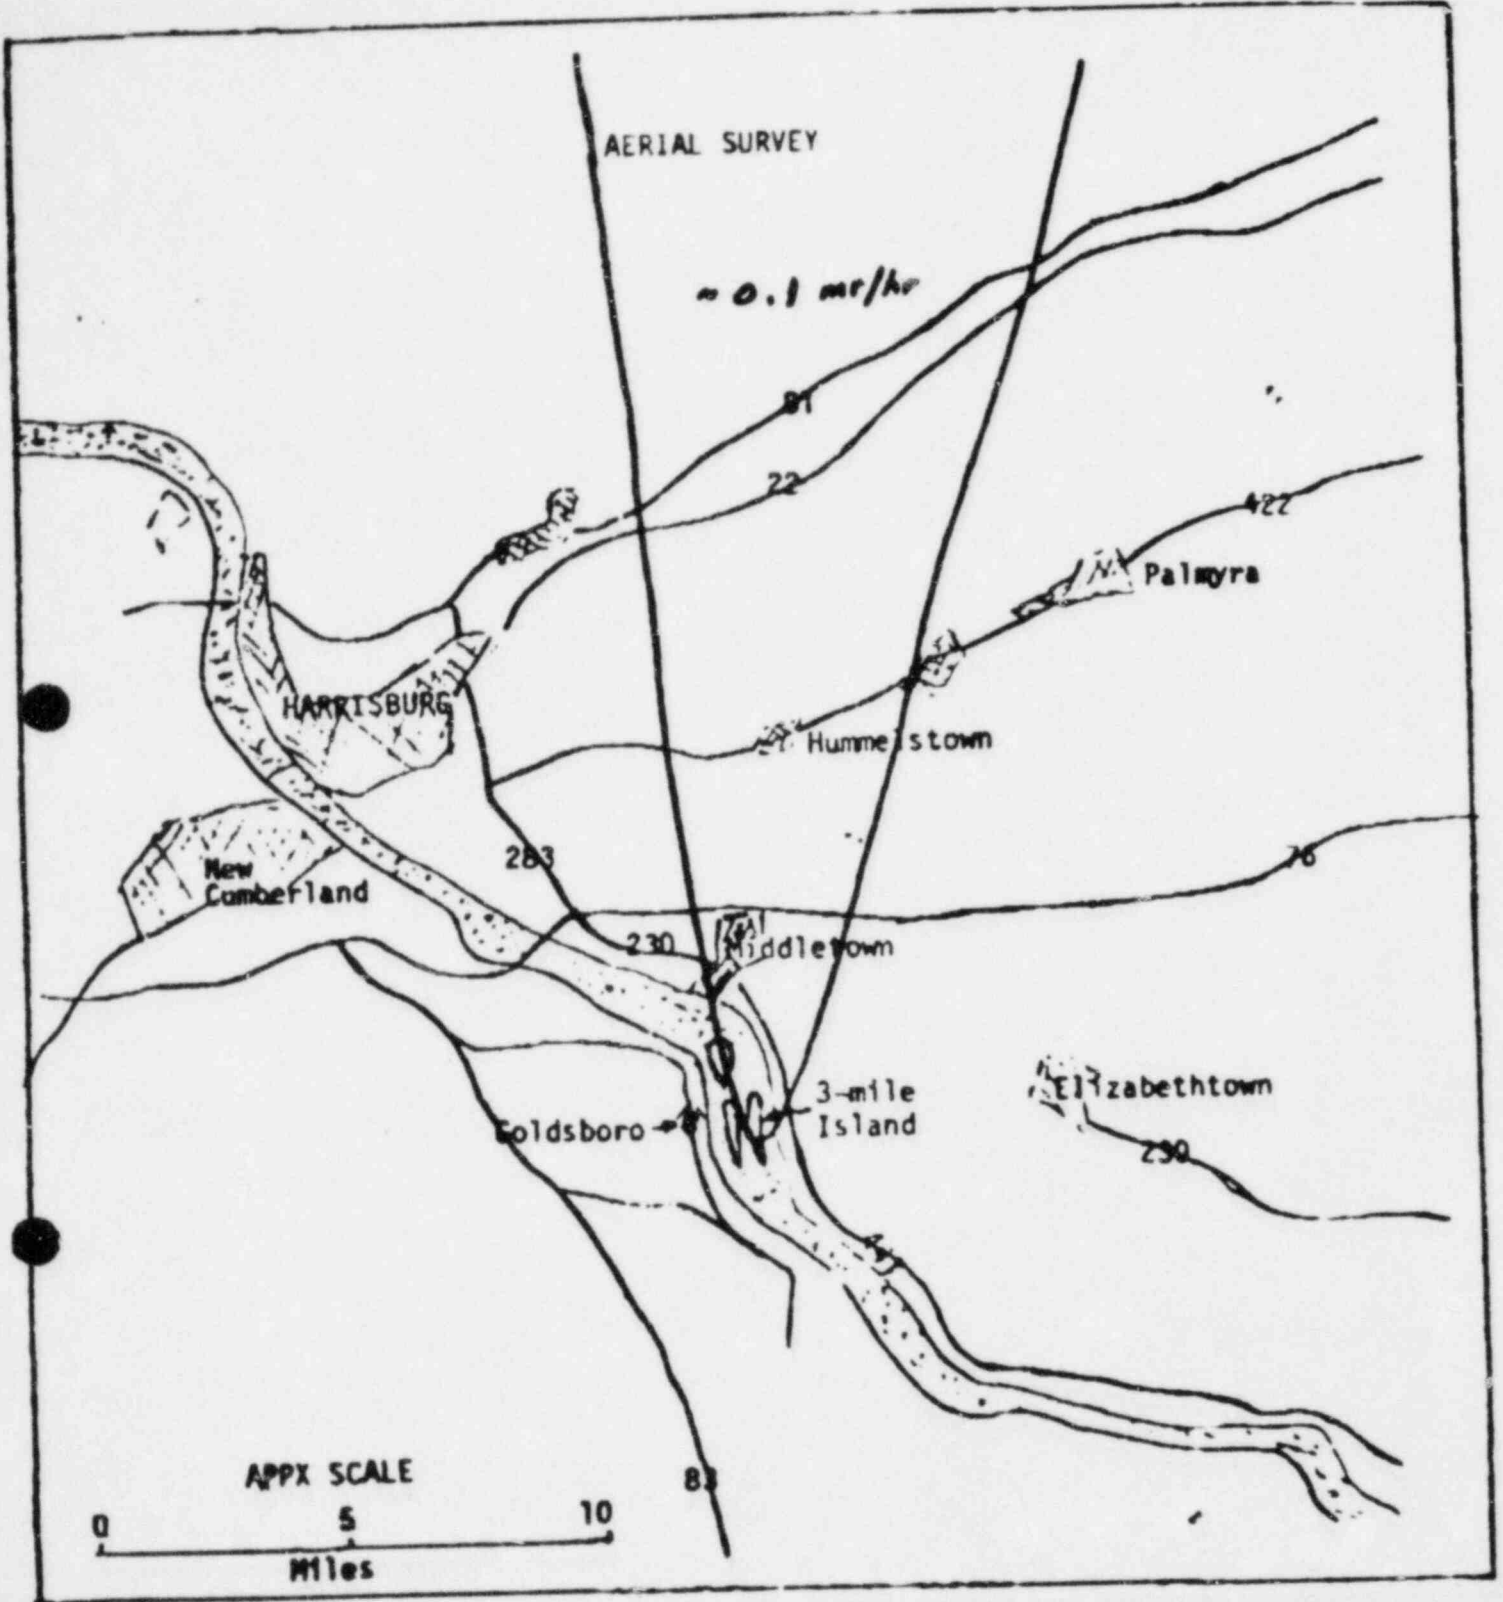 AERIAL SURVEY
~ 0.1 mr/hr
81
22
422
Palmyra
HARRISBURG
Hummelstown
283
76
New
Cumberland
230
Middletown
3-mile
Island
Elizabethtown
Goldsboro
230
APPX SCALE
83
0 5 10
Miles